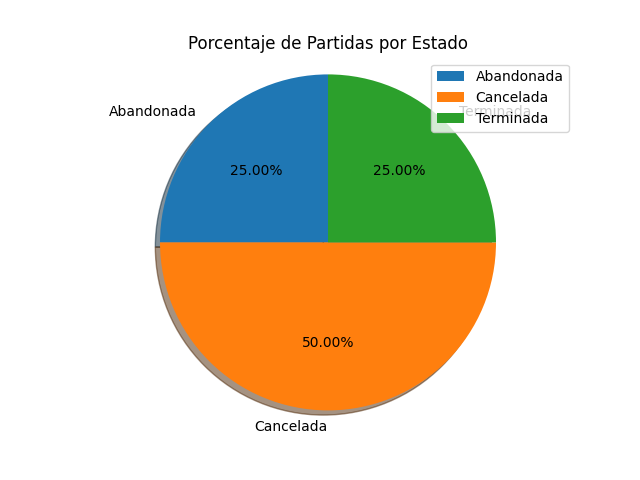 Porcentaje de Partidas por Estado
Abandonada
Cancelada
Terminada
Abandonada
Terminada
25.00%
25.00%
50.00%
Cancelada